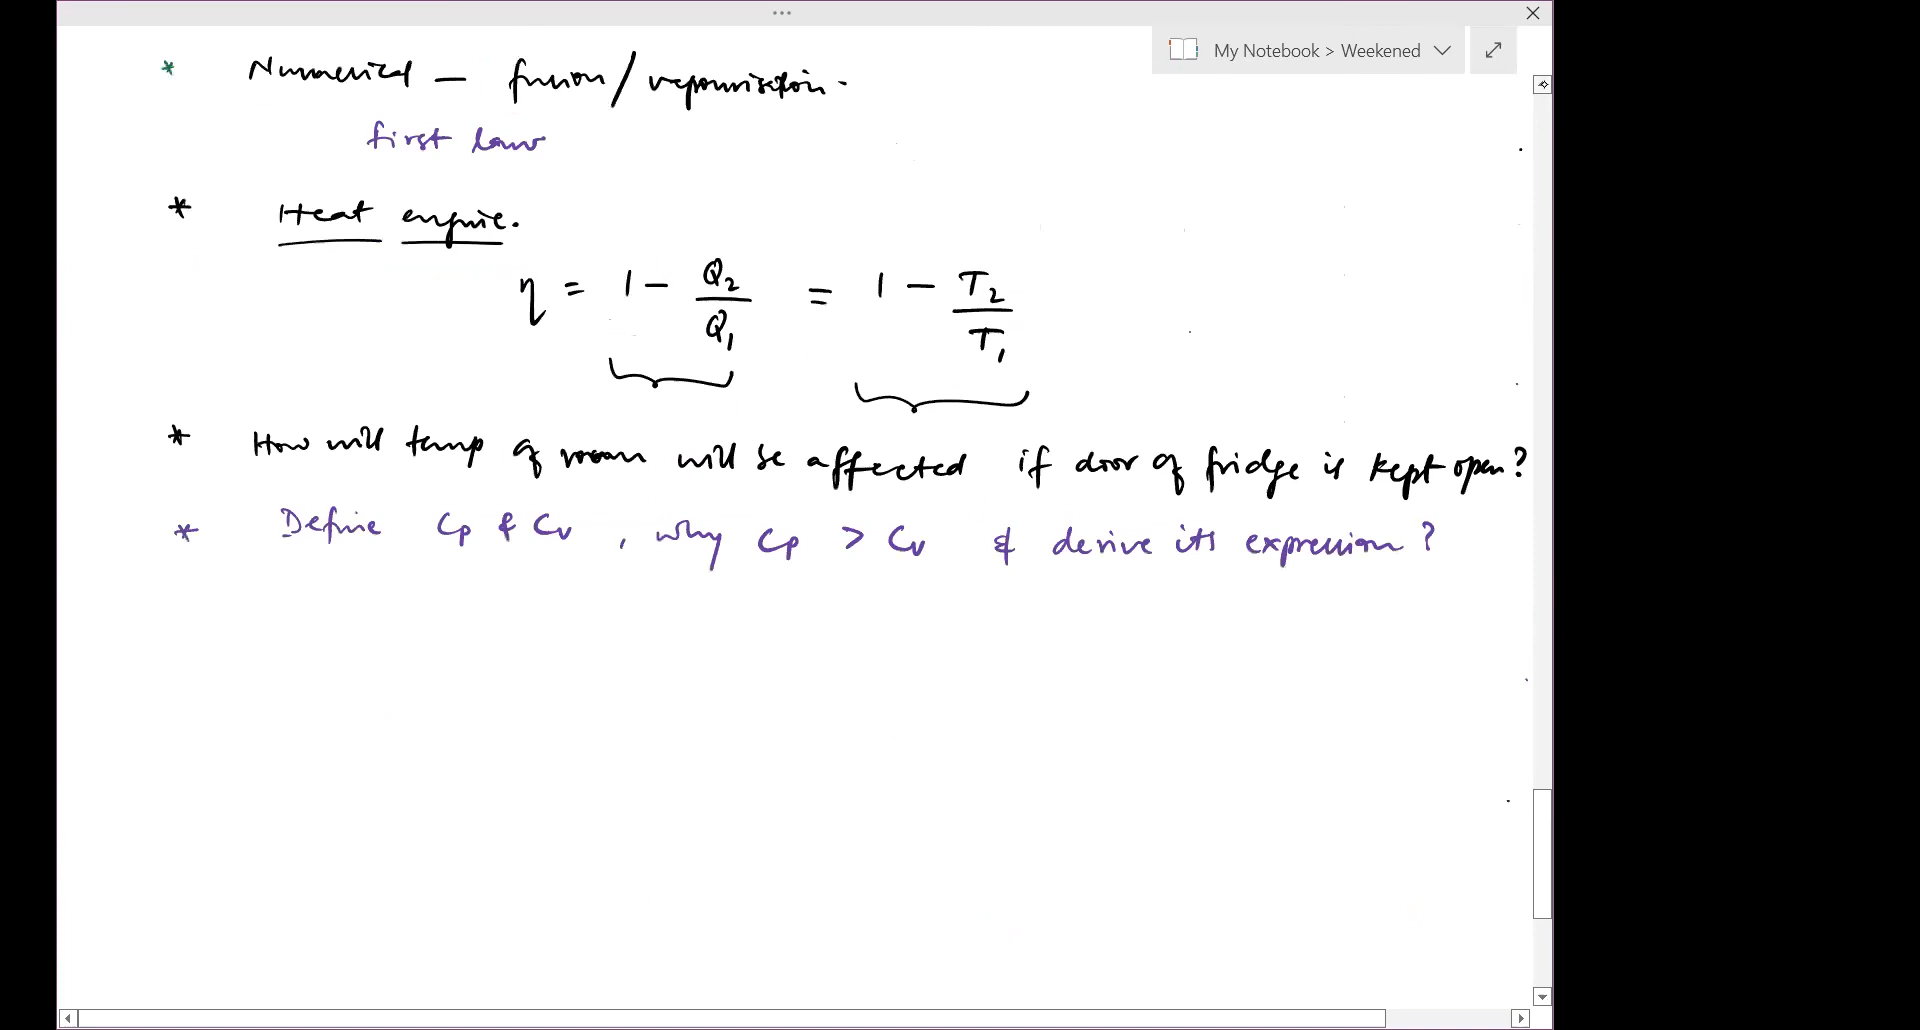 My Notebook > Weekened
* Numerical – fusion/vaporisation.
first law
* Heat engine.
η = 1 - Q₂/Q₁ = 1 - T₂/T₁
* How will temp of room will be affected if door of fridge is kept open?
* Define Cp & Cv, why Cp > Cv & derive its expression?